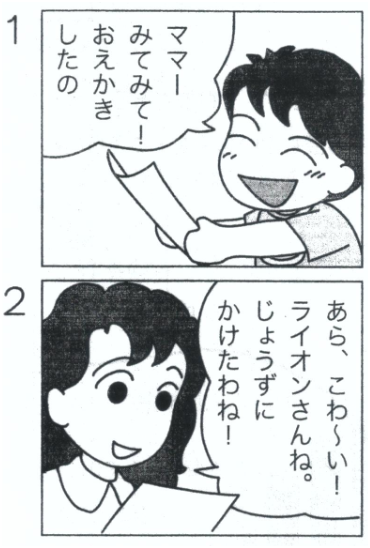 1
ママー
みてみて！
おえかき
したの
2
あら、こわ〜い！
ライオンさんね。
じょうずに
かけたわね！